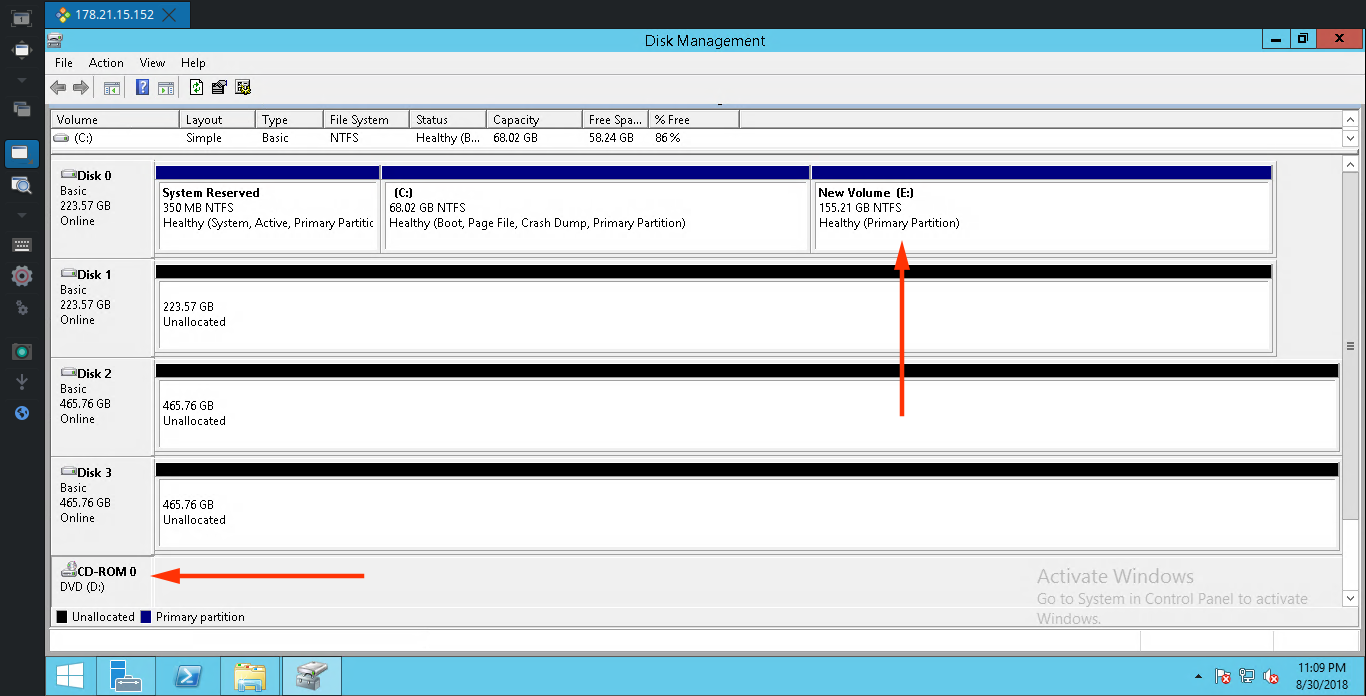 178.21.15.152
Disk Management
File Action View Help
Volume Layout Type File System Status Capacity Free Spa... % Free
(C:) Simple Basic NTFS Healthy (B... 68.02 GB 58.24 GB 86 %
Disk 0
Basic
223.57 GB
Online
System Reserved
350 MB NTFS
Healthy (System, Active, Primary Partitic
(C:)
68.02 GB NTFS
Healthy (Boot, Page File, Crash Dump, Primary Partition)
New Volume (E:)
155.21 GB NTFS
Healthy (Primary Partition)
Disk 1
Basic
223.57 GB
Online
223.57 GB
Unallocated
Disk 2
Basic
465.76 GB
Online
465.76 GB
Unallocated
Disk 3
Basic
465.76 GB
Online
465.76 GB
Unallocated
CD-ROM 0
DVD (D:)
Activate Windows
Go to System in Control Panel to activate
Windows.
Unallocated Primary partition
11:09 PM
8/30/2018